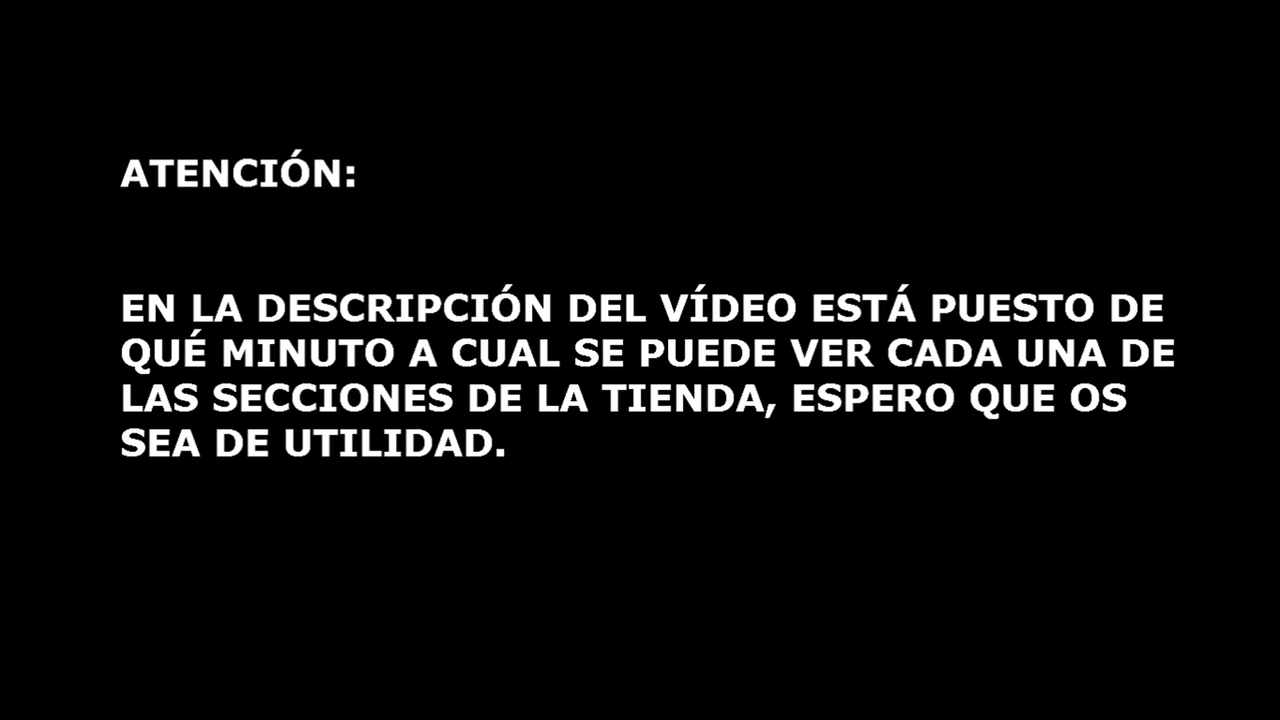 ATENCIÓN:
EN LA DESCRIPCIÓN DEL VÍDEO ESTÁ PUESTO DE
QUÉ MINUTO A CUAL SE PUEDE VER CADA UNA DE
LAS SECCIONES DE LA TIENDA, ESPERO QUE OS
SEA DE UTILIDAD.